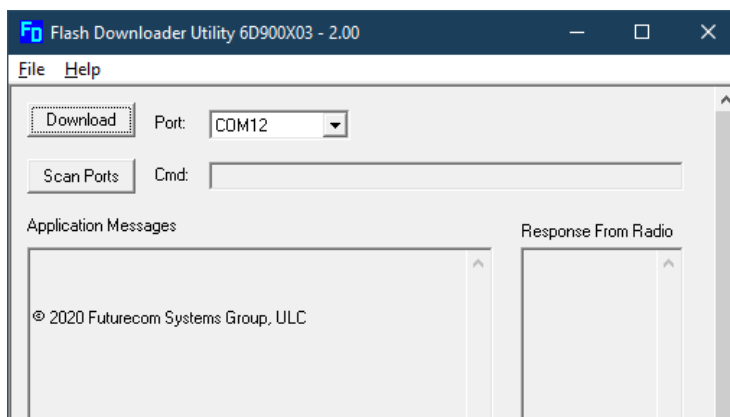 FD Flash Downloader Utility 6D900X03 - 2.00
File Help
Download Port: COM12
Scan Ports Cmd:
Application Messages
Response From Radio
© 2020 Futurecom Systems Group, ULC